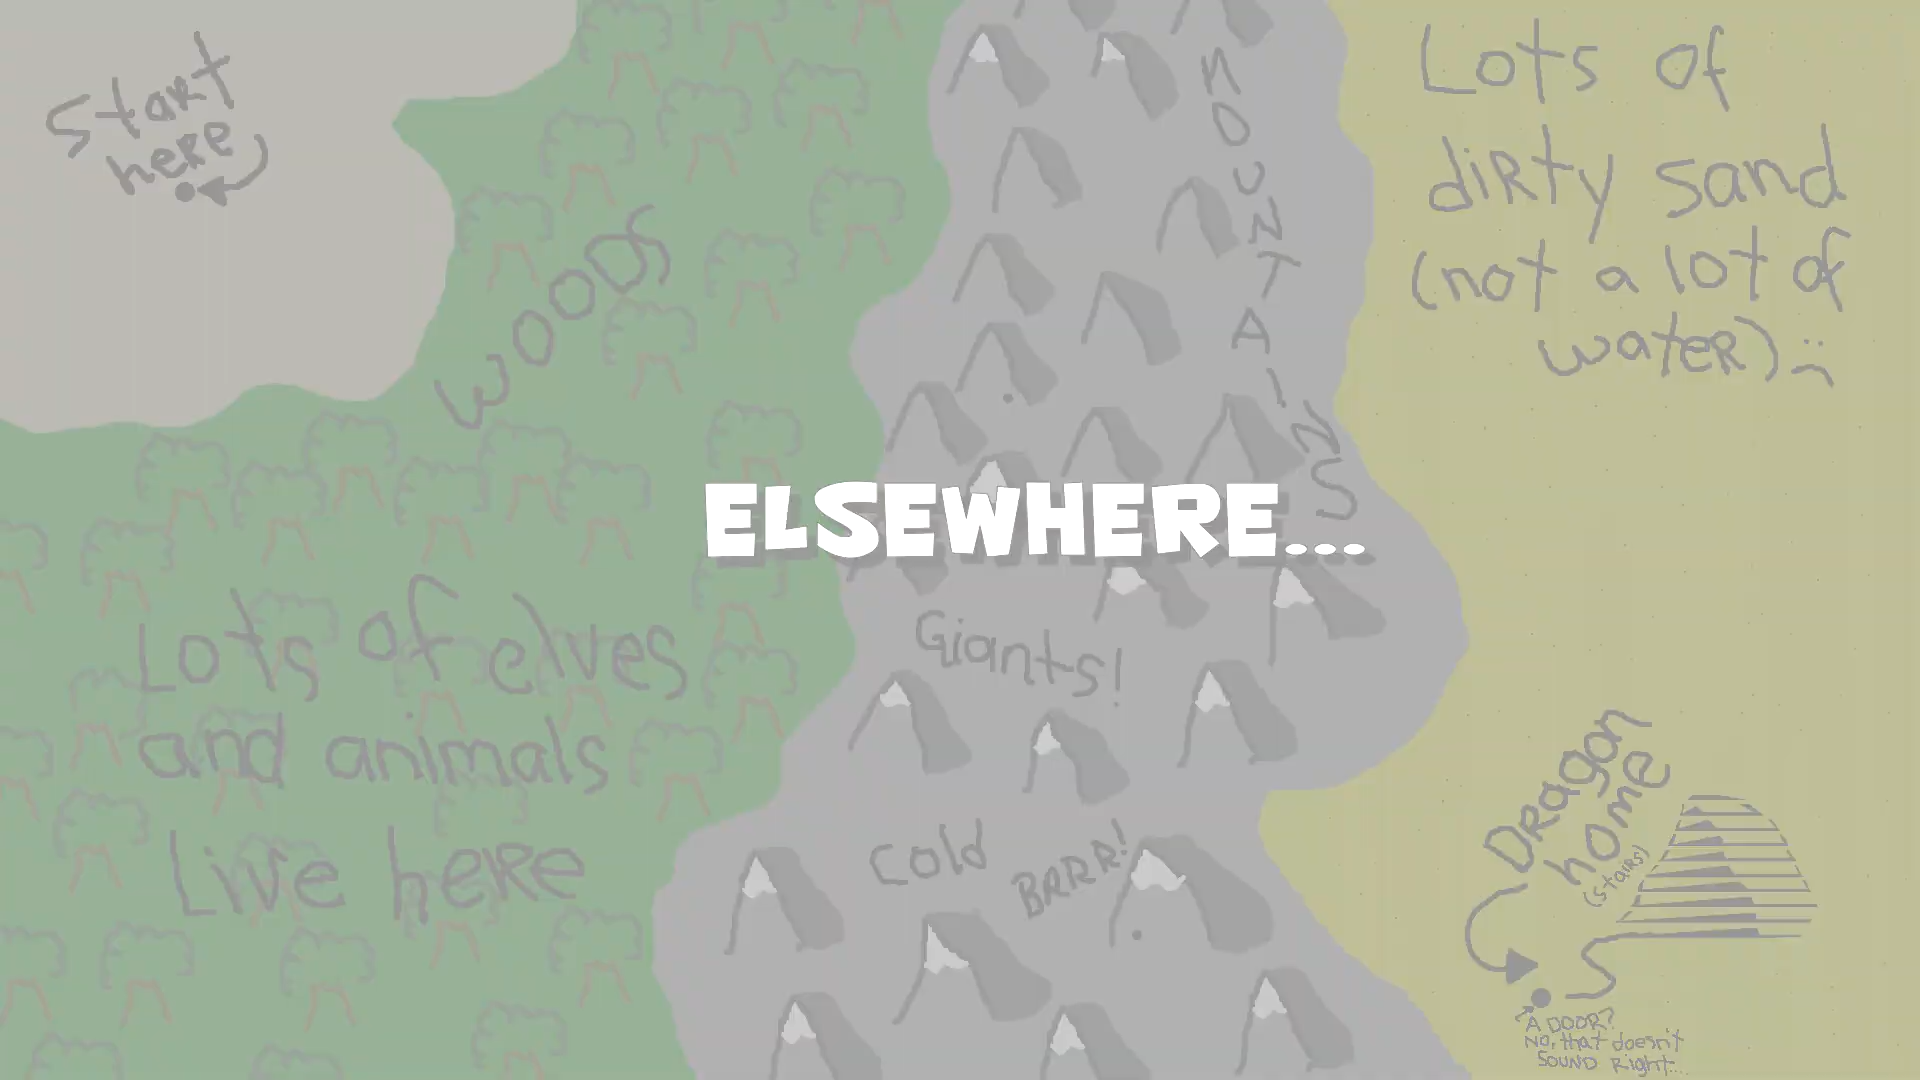 Start
here
woods
MOUNTAINS
Lots of
dirty sand
(not a lot of
water) :(
ELSEWHERE...
Lots of elves
and animals
Live here
Giants!
Cold
BRRR!
Dragon
home
(stairs)
A DOOR?
No, that doesn't
SOUND Right...